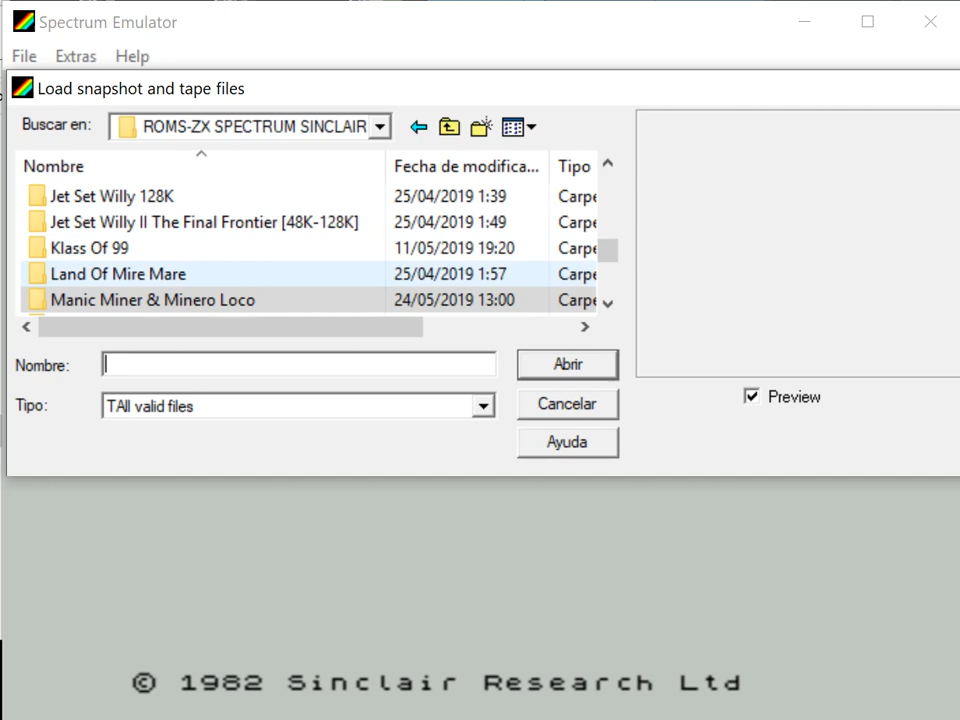 Spectrum Emulator
File Extras Help
Load snapshot and tape files
Buscar en: ROMS-ZX SPECTRUM SINCLAIR
Nombre Fecha de modifica... Tipo
Jet Set Willy 128K 25/04/2019 1:39 Carpe
Jet Set Willy II The Final Frontier [48K-128K] 25/04/2019 1:49 Carpe
Klass Of 99 11/05/2019 19:20 Carpe
Land Of Mire Mare 25/04/2019 1:57 Carpe
Manic Miner & Minero Loco 24/05/2019 13:00 Carpe
Nombre: Abrir
Preview
Tipo: TAll valid files Cancelar
Ayuda
© 1982 Sinclair Research Ltd